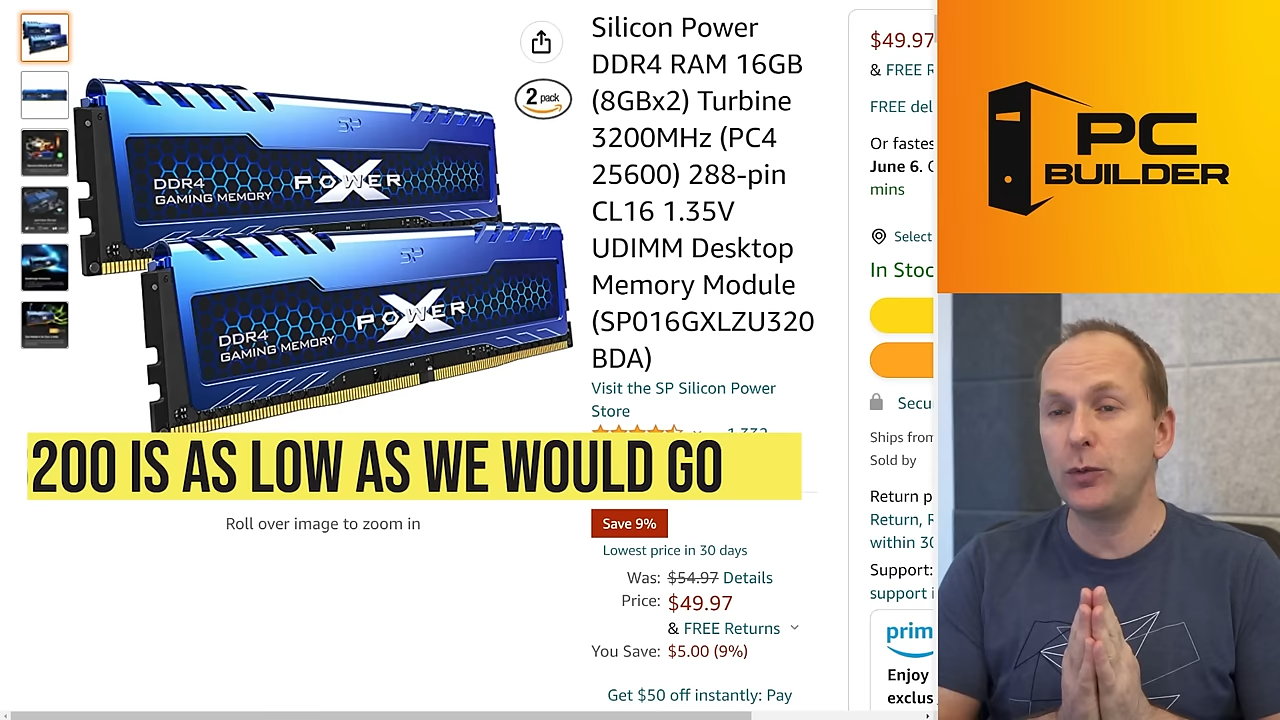 2 pack
SP
DDR4
GAMING MEMORY
XPOWER
SP
DDR4
GAMING MEMORY
XPOWER
200 IS AS LOW AS WE WOULD GO
Roll over image to zoom in
Silicon Power
DDR4 RAM 16GB
(8GBx2) Turbine
3200MHz (PC4
25600) 288-pin
CL16 1.35V
UDIMM Desktop
Memory Module
(SP016GXLZU320
BDA)
Visit the SP Silicon Power
Store
Save 9%
Lowest price in 30 days
Was: $54.97 Details
Price: $49.97
& FREE Returns
You Save: $5.00 (9%)
Get $50 off instantly: Pay
$49.97
& FREE R
FREE del
Or fastes
June 6. O
mins
Select
In Stoc
Secu
Ships from
Sold by
Return p
Return, R
within 30
Support:
support i
prim
Enjoy
exclus
PC
BUILDER